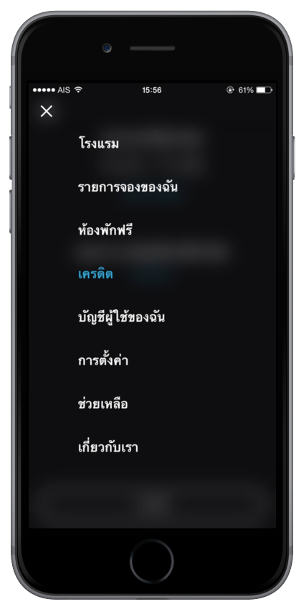 AIS 15:56 61%
โรงแรม
รายการจองของฉัน
ห้องพักฟรี
เครดิต
บัญชีผู้ใช้ของฉัน
การตั้งค่า
ช่วยเหลือ
เกี่ยวกับเรา